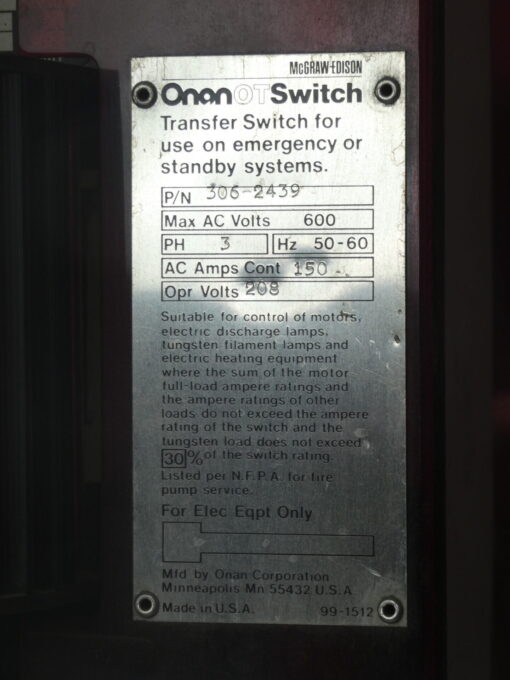 McGRAW-EDISON
Onan OT Switch
Transfer Switch for
use on emergency or
standby systems.
P/N 306-2439
Max AC Volts 600
PH 3 Hz 50-60
AC Amps Cont 150
Opr Volts 208
Suitable for control of motors,
electric discharge lamps,
tungsten filament lamps and
electric heating equipment
where the sum of the motor
full-load ampere ratings and
the ampere ratings of other
loads do not exceed the ampere
rating of the switch and the
tungsten load does not exceed
30 % of the switch rating.
Listed per N.F.P.A. for fire
pump service.
For Elec Eqpt Only
Mfd by Onan Corporation
Minneapolis Mn 55432 U.S.A
Made in U.S.A. 99-1512